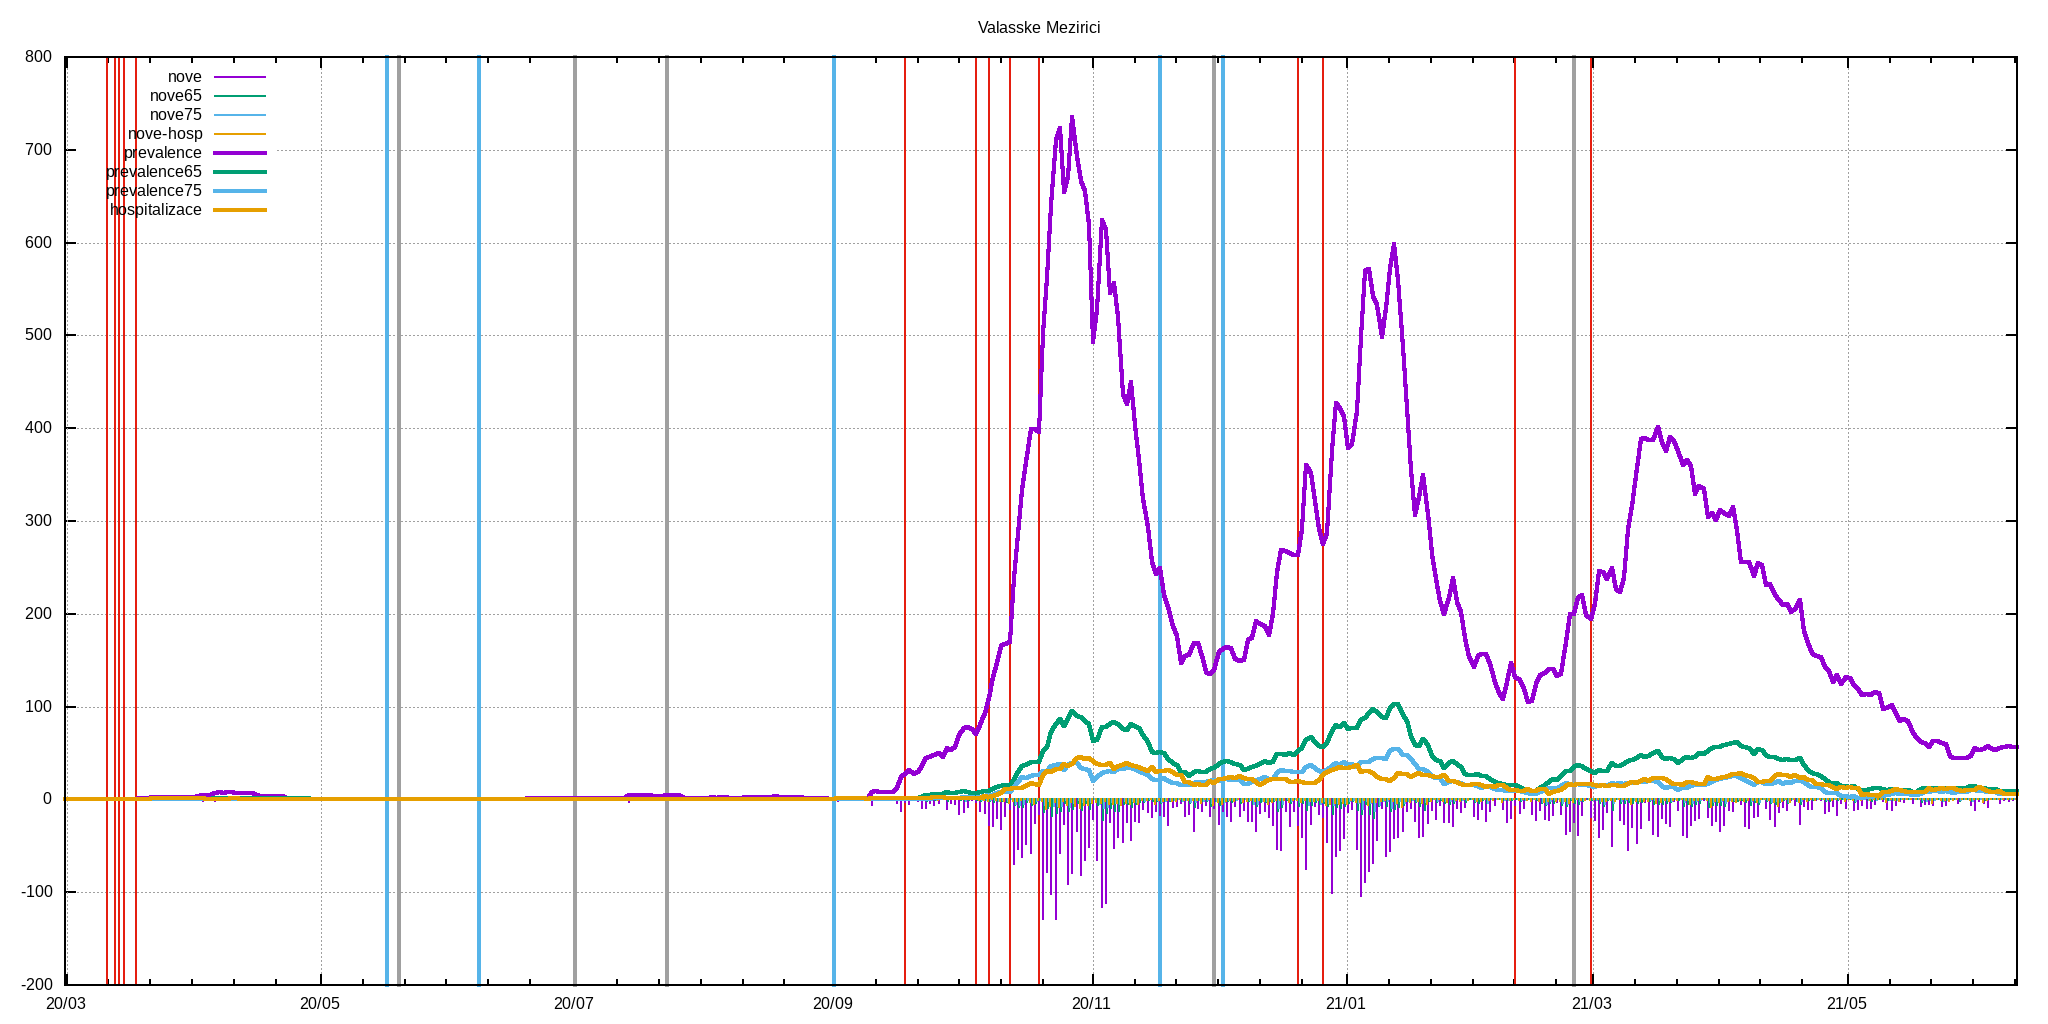 Valasske Mezirici
800
700
600
500
400
300
200
100
0
-100
-200
nove
nove65
nove75
nove-hosp
prevalence
prevalence65
prevalence75
hospitalizace
20/03 20/05 20/07 20/09 20/11 21/01 21/03 21/05